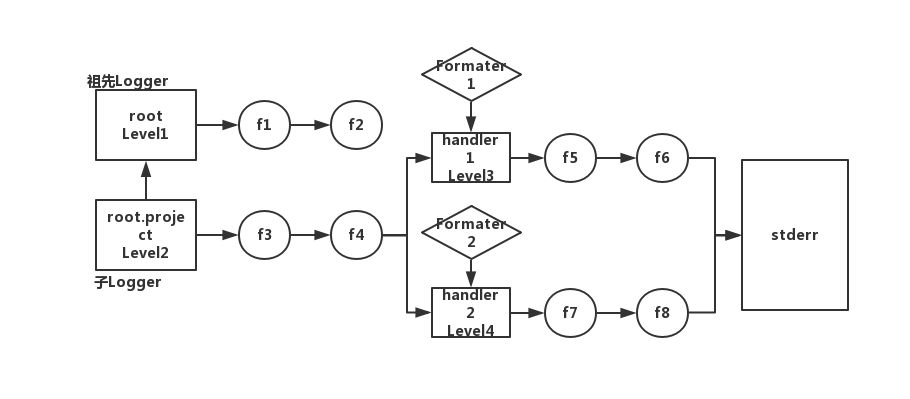 祖先Logger
root
Level1
f1
f2
root.proje
ct
Level2
子Logger
f3
f4
Formater
1
handler
1
Level3
f5
f6
Formater
2
handler
2
Level4
f7
f8
stderr